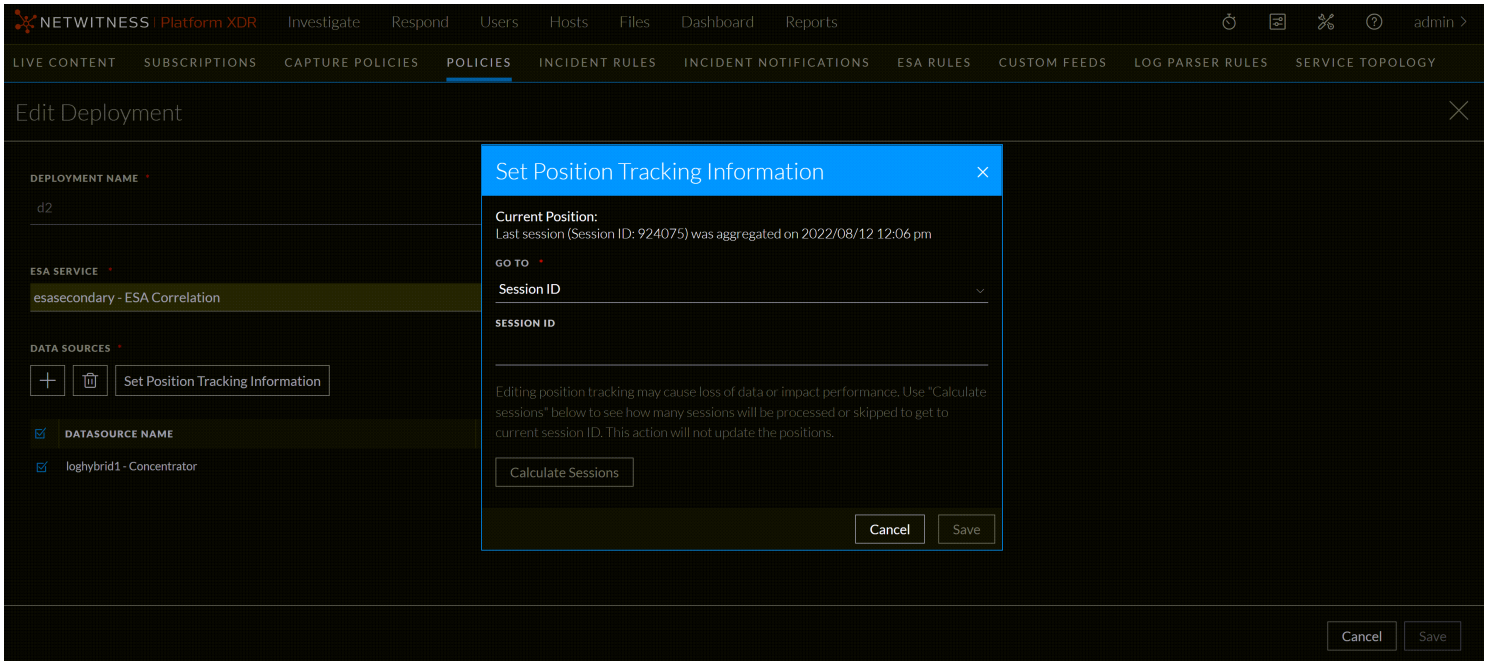 NETWITNESS Platform XDR Investigate Respond Users Hosts Files Dashboard Reports admin
LIVE CONTENT SUBSCRIPTIONS CAPTURE POLICIES POLICIES INCIDENT RULES INCIDENT NOTIFICATIONS ESA RULES CUSTOM FEEDS LOG PARSER RULES SERVICE TOPOLOGY
Edit Deployment
DEPLOYMENT NAME *
d2
ESA SERVICE *
esasecondary - ESA Correlation
DATA SOURCES *
Set Position Tracking Information
DATASOURCE NAME
loghybrid1 - Concentrator
Set Position Tracking Information
Current Position:
Last session (Session ID: 924075) was aggregated on 2022/08/12 12:06 pm
GO TO *
Session ID
SESSION ID
Editing position tracking may cause loss of data or impact performance. Use "Calculate
sessions" below to see how many sessions will be processed or skipped to get to
current session ID. This action will not update the positions.
Calculate Sessions
Cancel Save
Cancel Save